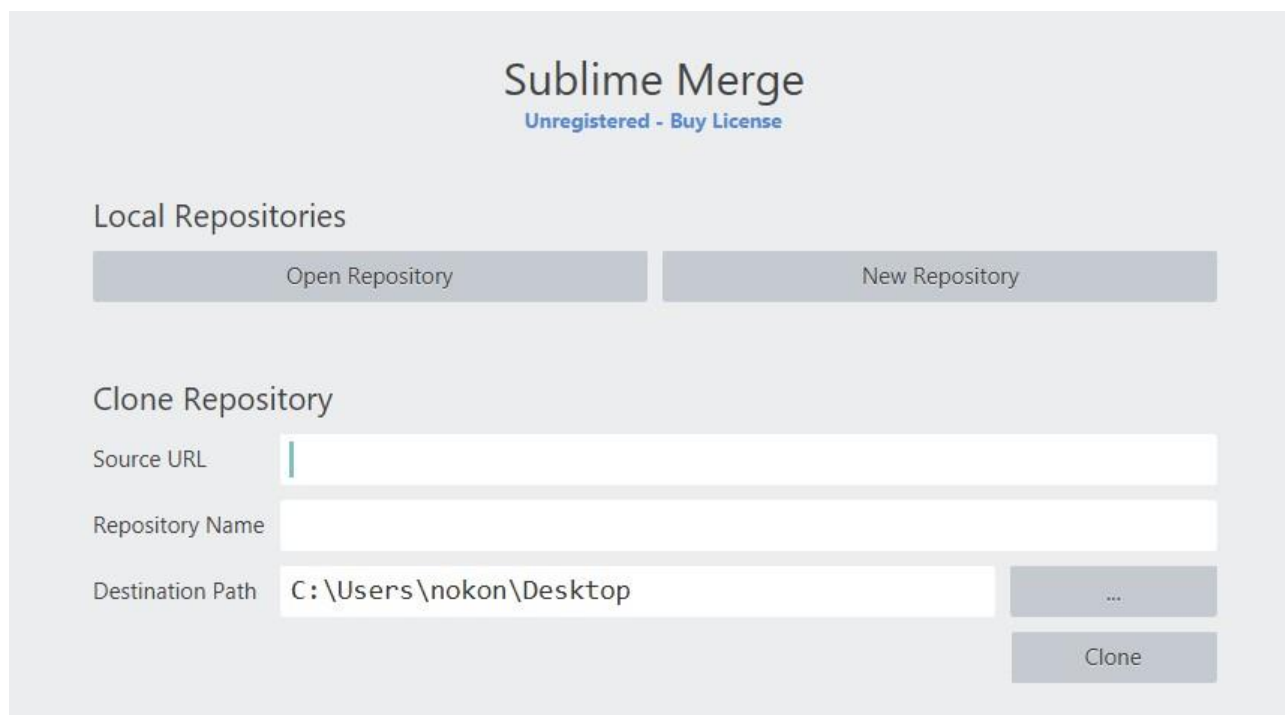 Sublime Merge
Unregistered - Buy License
Local Repositories
Open Repository New Repository
Clone Repository
Source URL
Repository Name
Destination Path C:\Users\nokon\Desktop ...
Clone